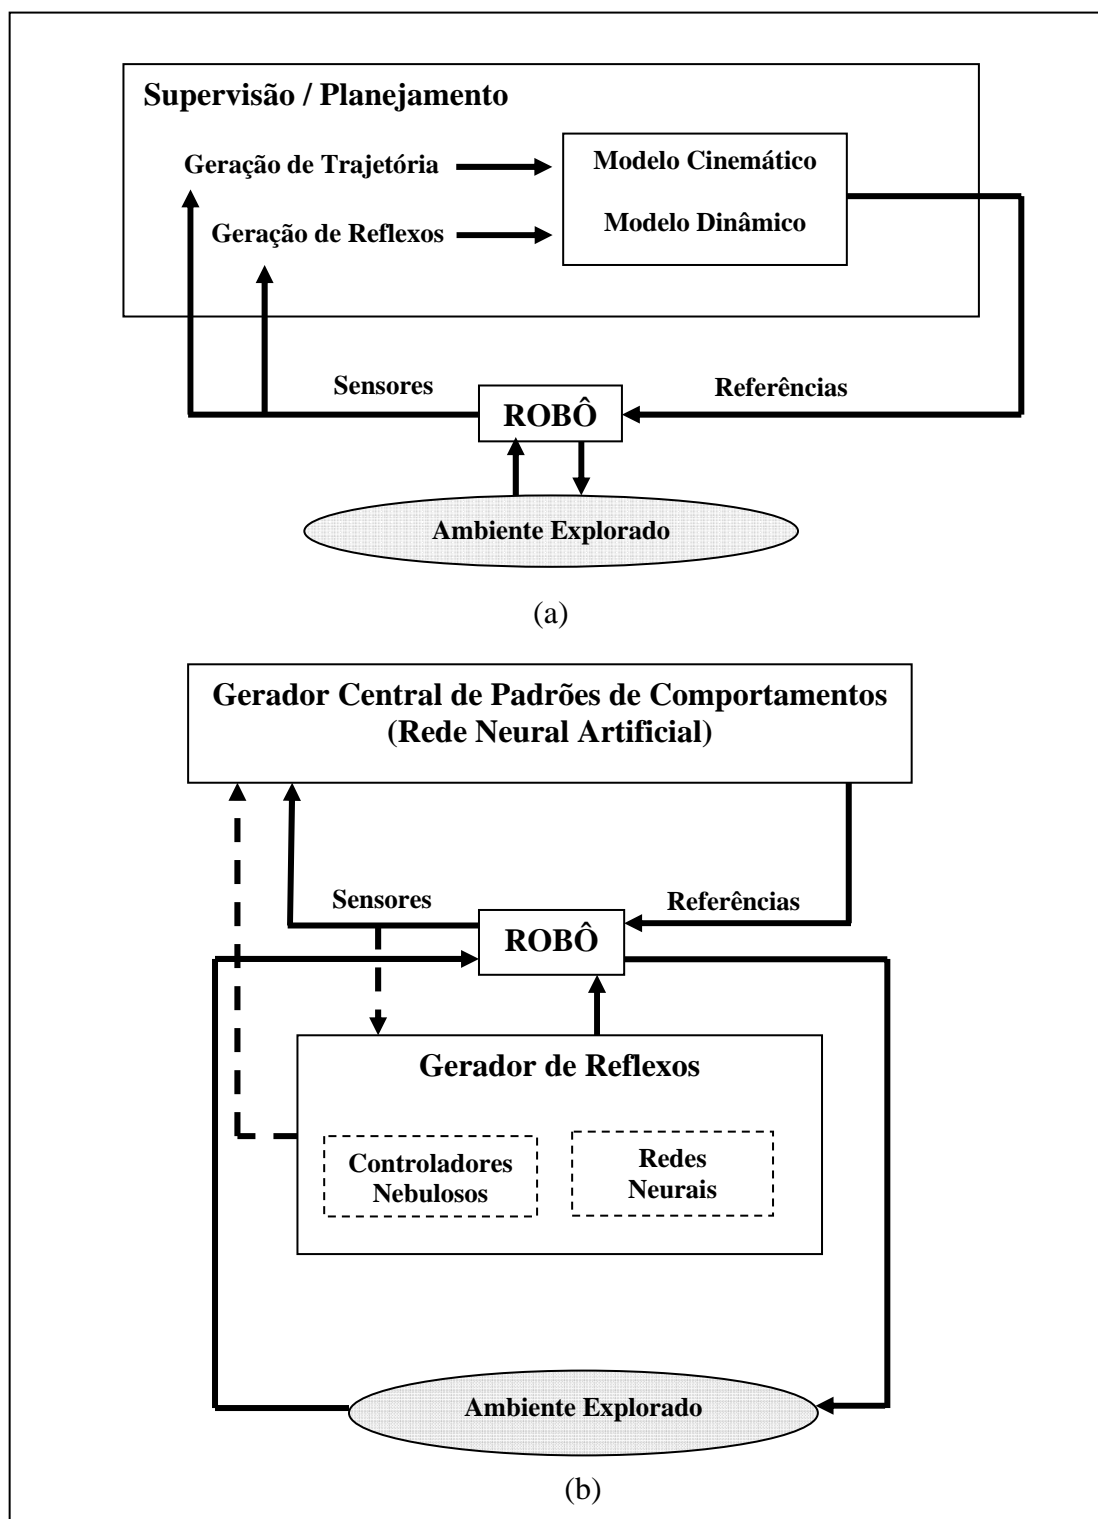 Supervisão / Planejamento
Geração de Trajetória
Modelo Cinemático
Geração de Reflexos
Modelo Dinâmico
Sensores
Referências
ROBÔ
Ambiente Explorado
(a)
Gerador Central de Padrões de Comportamentos
(Rede Neural Artificial)
Sensores
Referências
ROBÔ
Gerador de Reflexos
Controladores
Nebulosos
Redes
Neurais
Ambiente Explorado
(b)